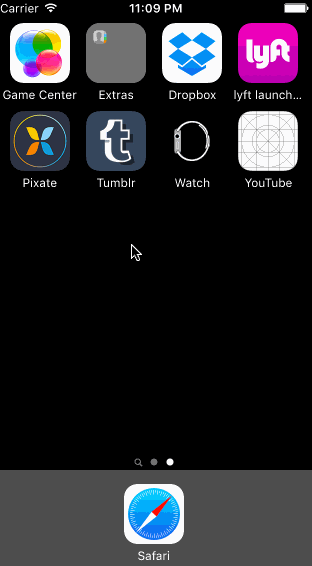 Carrier 11:09 PM
Game Center Extras Dropbox lyft launch...
lyft
Pixate Tumblr Watch YouTube
t
Safari